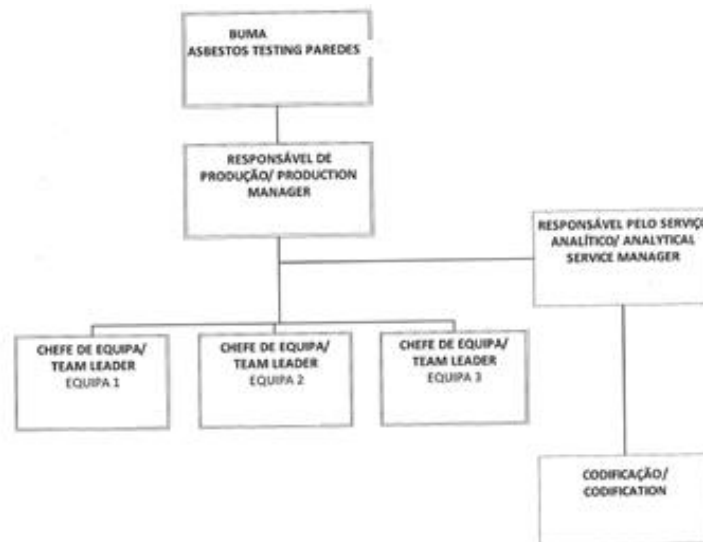 BUMA
ASBESTOS TESTING PAREDES
RESPONSÁVEL DE
PRODUÇÃO/ PRODUCTION
MANAGER
RESPONSÁVEL PELO SERVIÇO
ANALÍTICO/ ANALYTICAL
SERVICE MANAGER
CHEFE DE EQUIPA/
TEAM LEADER
EQUIPA 1
CHEFE DE EQUIPA/
TEAM LEADER
EQUIPA 2
CHEFE DE EQUIPA/
TEAM LEADER
EQUIPA 3
CODIFICAÇÃO/
CODIFICATION